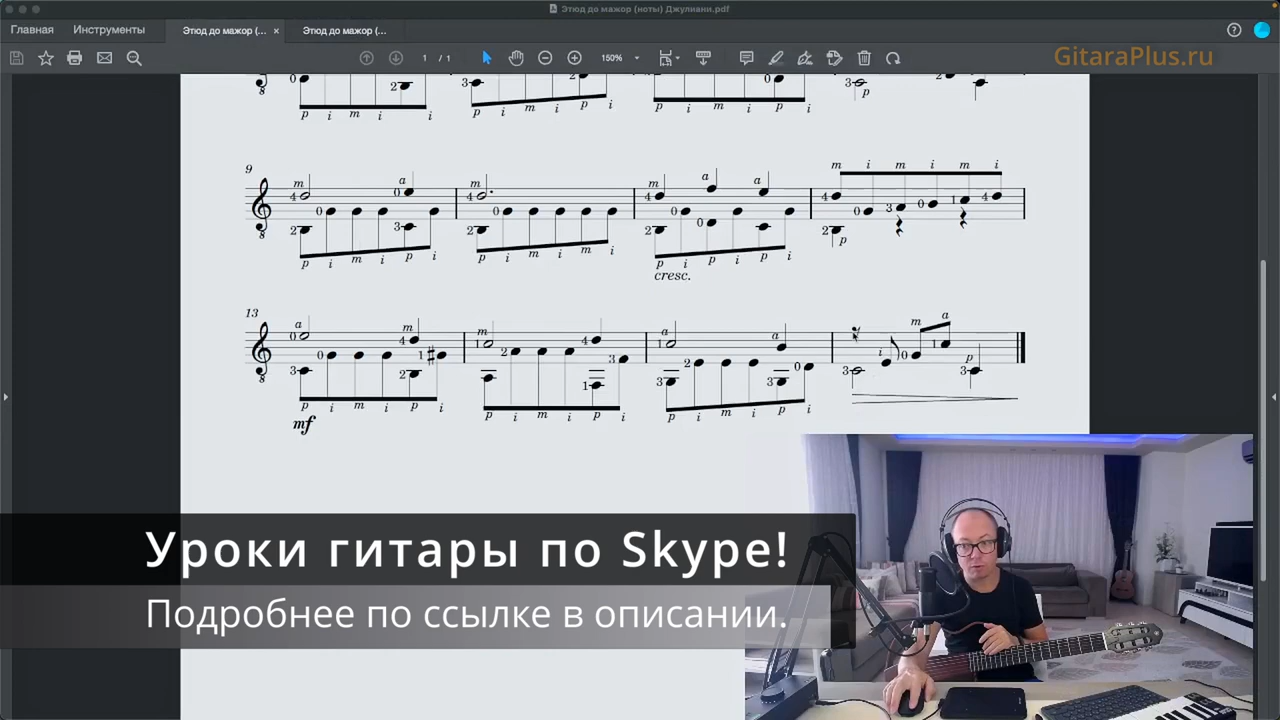 Этюд до мажор (ноты) Джулиани.pdf
Главная Инструменты Этюд до мажор (... × Этюд до мажор (...
1 / 1 150%
GitaraPlus.ru
p i m i i p i m i p i p i m i p i p
9
m a m m a a m i m i m i
p i m i p i p i m i p i p i p i p
cresc.
13
a m m a a m a
i p
p i m i p i p i m i p i p i m i p i
mf
Уроки гитары по Skype!
Подробнее по ссылке в описании.